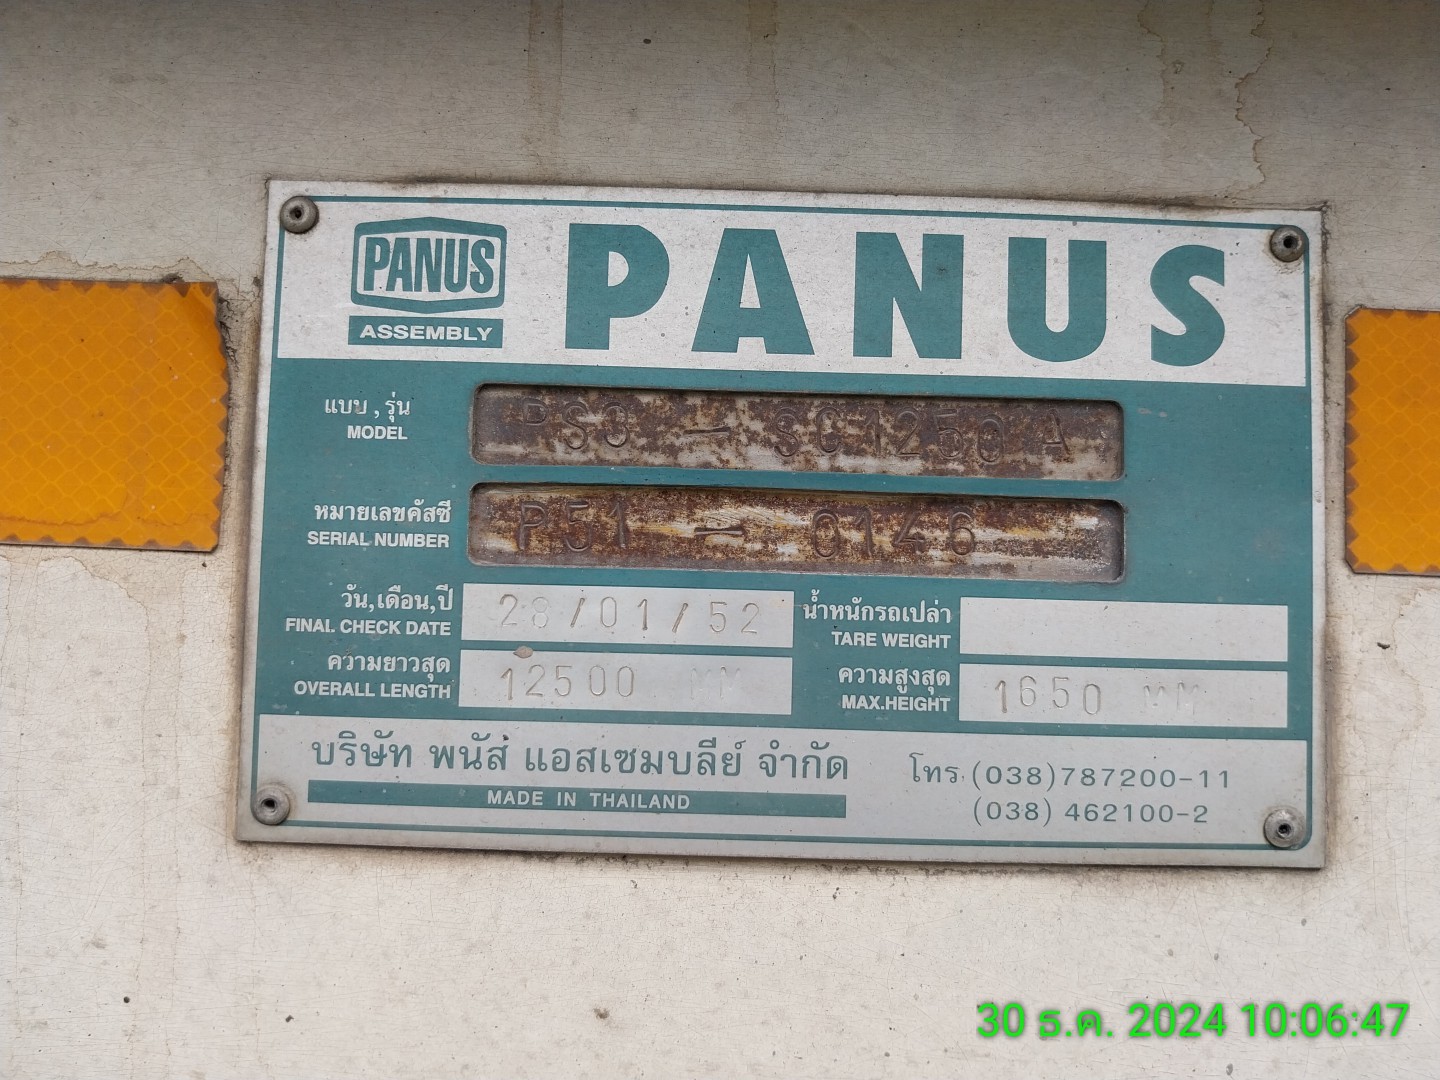 PANUS
ASSEMBLY
PANUS
แบบ , รุ่น
MODEL
PSO - SC1250A
หมายเลขคัสซี
SERIAL NUMBER
P51 - 0146
วัน,เดือน,ปี
FINAL CHECK DATE
28/01/52
น้ำหนักรถเปล่า
TARE WEIGHT
ความยาวสุด
OVERALL LENGTH
12500 MM
ความสูงสุด
MAX.HEIGHT
1650 MM
บริษัท พนัส แอสเซมบลีย์ จำกัด
MADE IN THAILAND
โทร. (038)787200-11
(038) 462100-2
30 ธ.ค. 2024 10:06:47